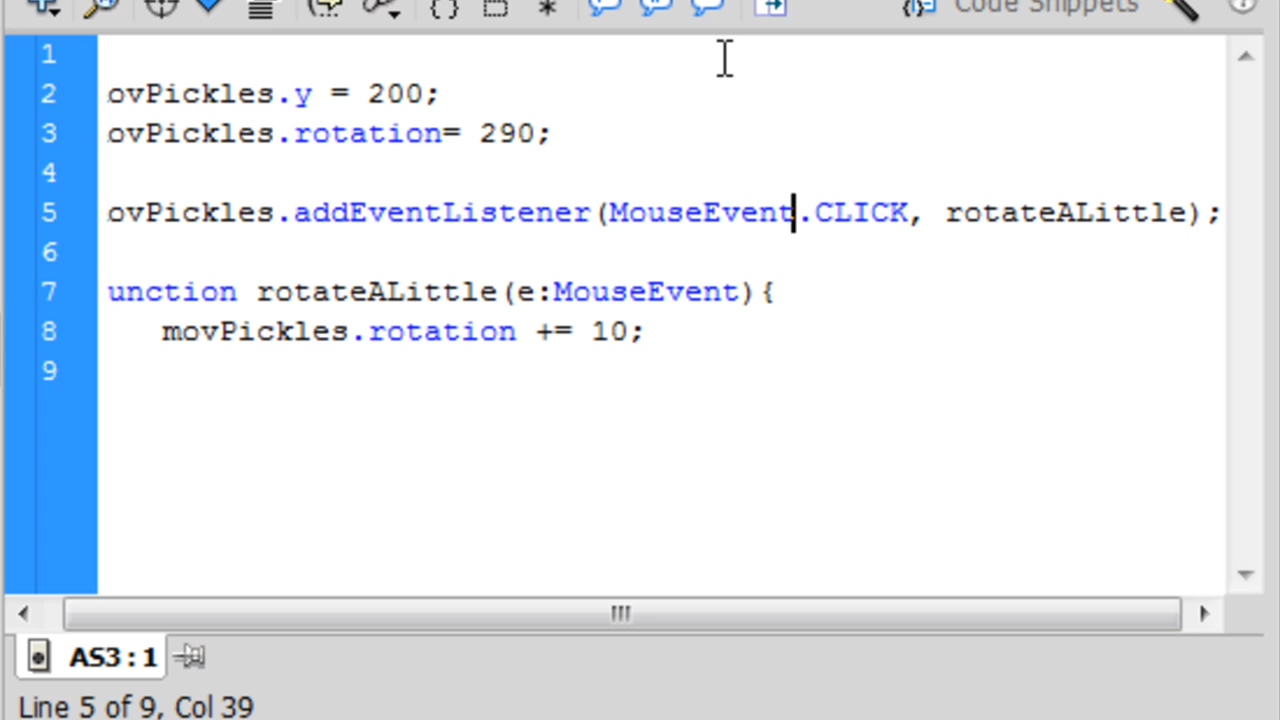 Code Snippets
1
2 ovPickles.y = 200;
3 ovPickles.rotation= 290;
4
5 ovPickles.addEventListener(MouseEvent.CLICK, rotateALittle);
6
7 unction rotateALittle(e:MouseEvent){
8 movPickles.rotation += 10;
9
AS3:1
Line 5 of 9, Col 39